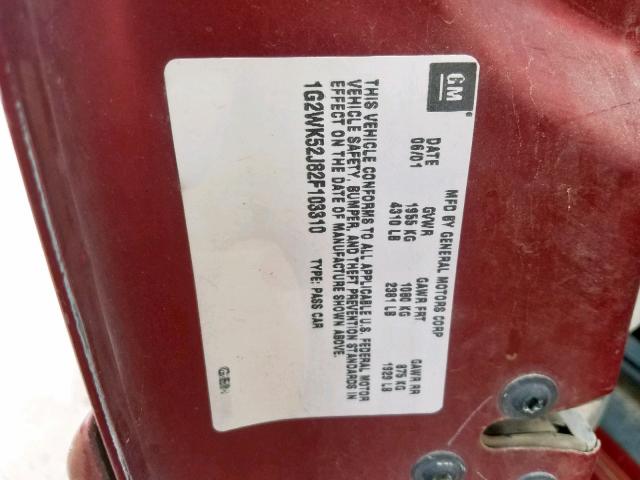 GM
MFD BY GENERAL MOTORS CORP
DATE GVWR GAWR FRT GAWR RR
06/01 1955 KG 1080 KG 875 KG
4310 LB 2381 LB 1929 LB
THIS VEHICLE CONFORMS TO ALL APPLICABLE U.S. FEDERAL MOTOR
VEHICLE SAFETY, BUMPER, AND THEFT PREVENTION STANDARDS IN
EFFECT ON THE DATE OF MANUFACTURE SHOWN ABOVE.
1G2WK52J82F103310 TYPE: PASS CAR